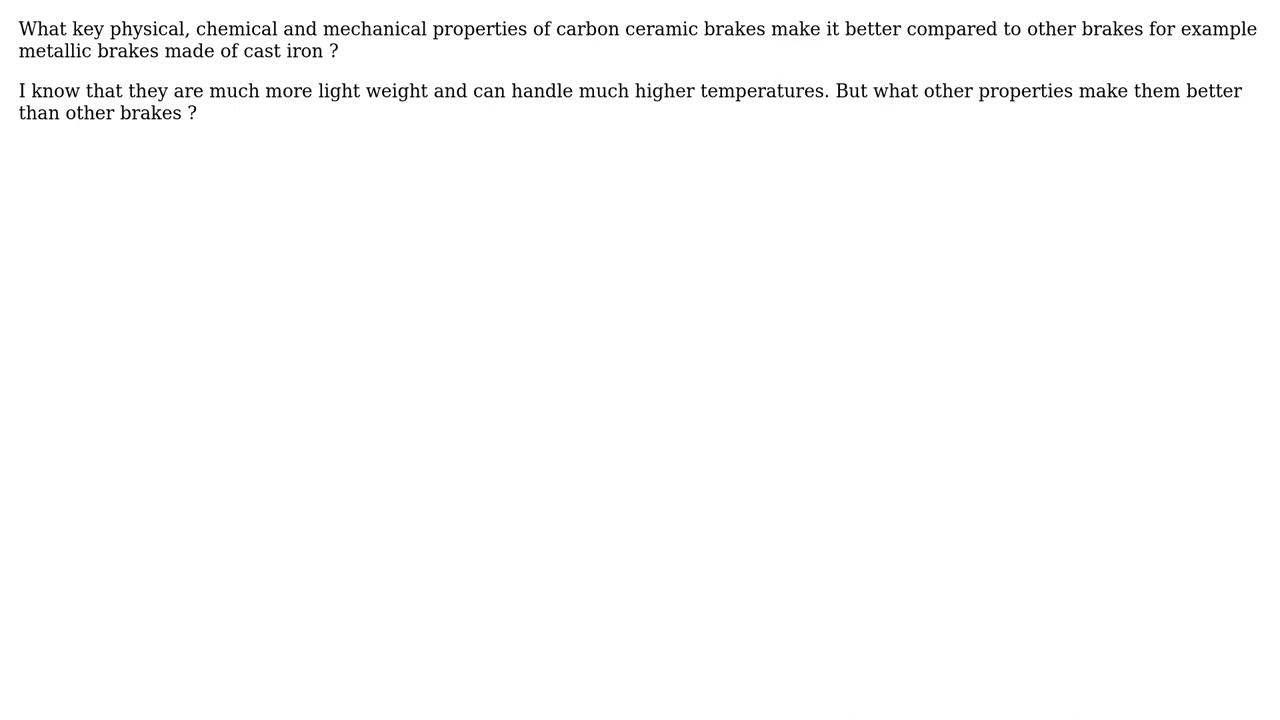 What key physical, chemical and mechanical properties of carbon ceramic brakes make it better compared to other brakes for example
metallic brakes made of cast iron ?
I know that they are much more light weight and can handle much higher temperatures. But what other properties make them better
than other brakes ?